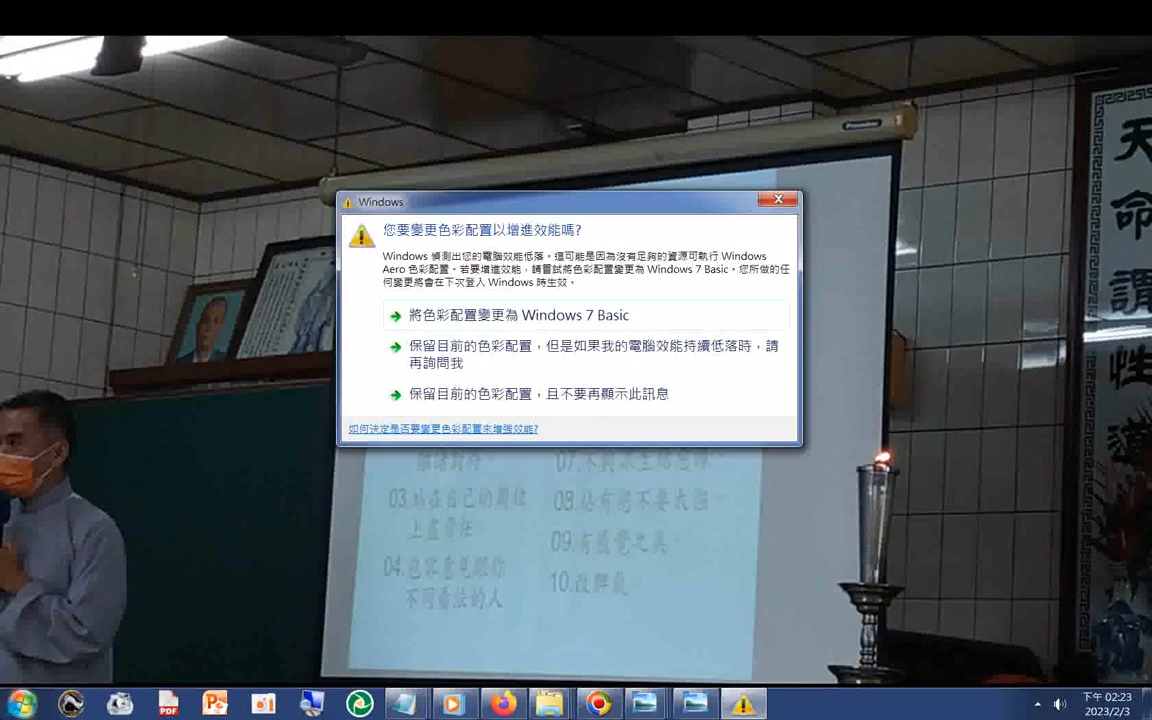 Windows
您要變更色彩配置以增進效能嗎?
Windows 偵測出您的電腦效能低落。這可能是因為沒有足夠的資源可執行 Windows
Aero 色彩配置。若要增進效能，請嘗試將色彩配置變更為 Windows 7 Basic。您所做的任
何變更將會在下次登入 Windows 時生效。
將色彩配置變更為 Windows 7 Basic
保留目前的色彩配置，但是如果我的電腦效能持續低落時，請
再詢問我
保留目前的色彩配置，且不要再顯示此訊息
如何決定是否要變更色彩配置來增強效能?
03.站在自己的崗位
上盡責任。
04.包容意見跟你
不同看法的人
07.不
08.
不要太強
09.有感覺之美。
10.改脾氣。
天命謂性
PDF
下午 02:23
2023/2/3